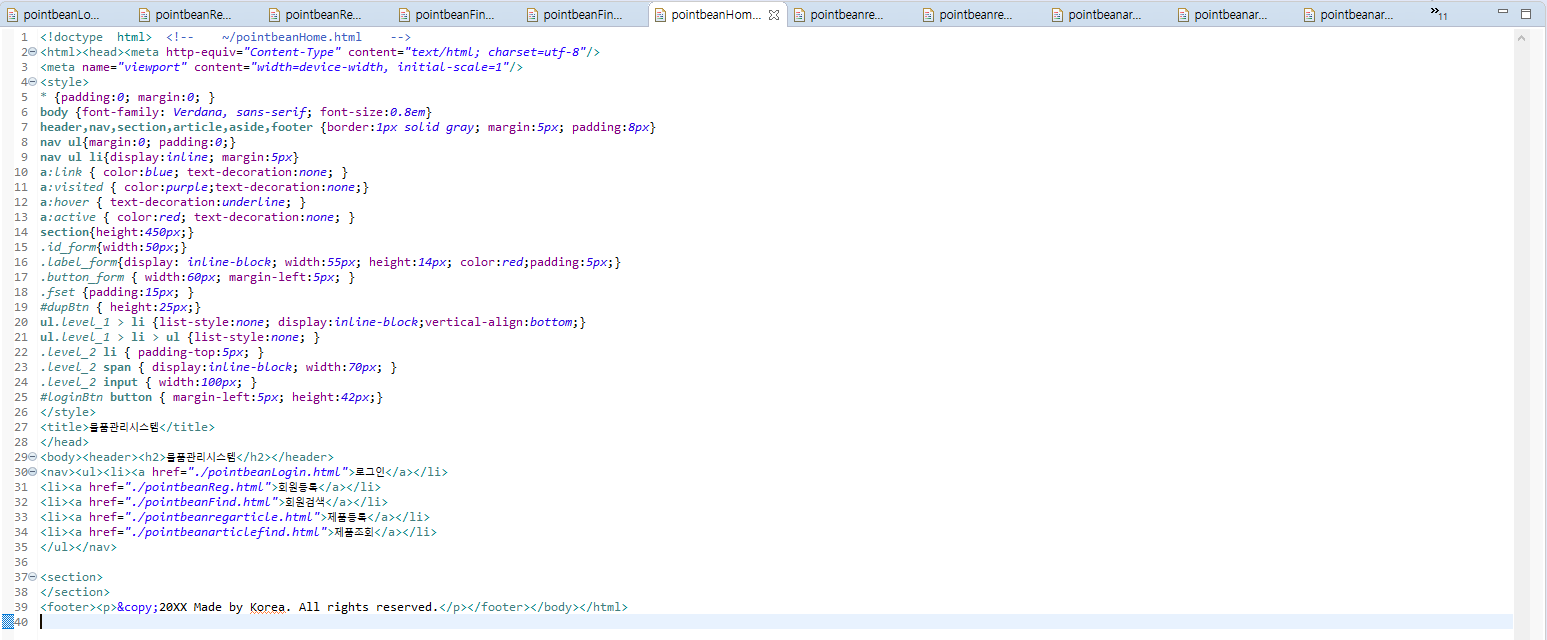 pointbeanLo... pointbeanRe... pointbeanRe... pointbeanFin... pointbeanFin... pointbeanHom... pointbeanre... pointbeanre... pointbeanar... pointbeanar... pointbeanar... »11
1 <!doctype  html>  <!--   ~/pointbeanHome.html    -->
2 <html><head><meta http-equiv="Content-Type" content="text/html; charset=utf-8"/>
3 <meta name="viewport" content="width=device-width, initial-scale=1"/>
4 <style>
5 * {padding:0; margin:0; }
6 body {font-family: Verdana, sans-serif; font-size:0.8em}
7 header,nav,section,article,aside,footer {border:1px solid gray; margin:5px; padding:8px}
8 nav ul{margin:0; padding:0;}
9 nav ul li{display:inline; margin:5px}
10 a:link { color:blue; text-decoration:none; }
11 a:visited { color:purple;text-decoration:none;}
12 a:hover { text-decoration:underline; }
13 a:active { color:red; text-decoration:none; }
14 section{height:450px;}
15 .id_form{width:50px;}
16 .label_form{display: inline-block; width:55px; height:14px; color:red;padding:5px;}
17 .button_form { width:60px; margin-left:5px; }
18 .fset {padding:15px; }
19 #dupBtn { height:25px;}
20 ul.level_1 > li {list-style:none; display:inline-block;vertical-align:bottom;}
21 ul.level_1 > li > ul {list-style:none; }
22 .level_2 li { padding-top:5px; }
23 .level_2 span { display:inline-block; width:70px; }
24 .level_2 input { width:100px; }
25 #loginBtn button { margin-left:5px; height:42px;}
26 </style>
27 <title>물품관리시스템</title>
28 </head>
29 <body><header><h2>물품관리시스템</h2></header>
30 <nav><ul><li><a href="./pointbeanLogin.html">로그인</a></li>
31 <li><a href="./pointbeanReg.html">회원등록</a></li>
32 <li><a href="./pointbeanFind.html">회원검색</a></li>
33 <li><a href="./pointbeanregarticle.html">제품등록</a></li>
34 <li><a href="./pointbeanarticlefind.html">제품조회</a></li>
35 </ul></nav>
36
37 <section>
38 </section>
39 <footer><p>&copy;20XX Made by Korea. All rights reserved.</p></footer></body></html>
40